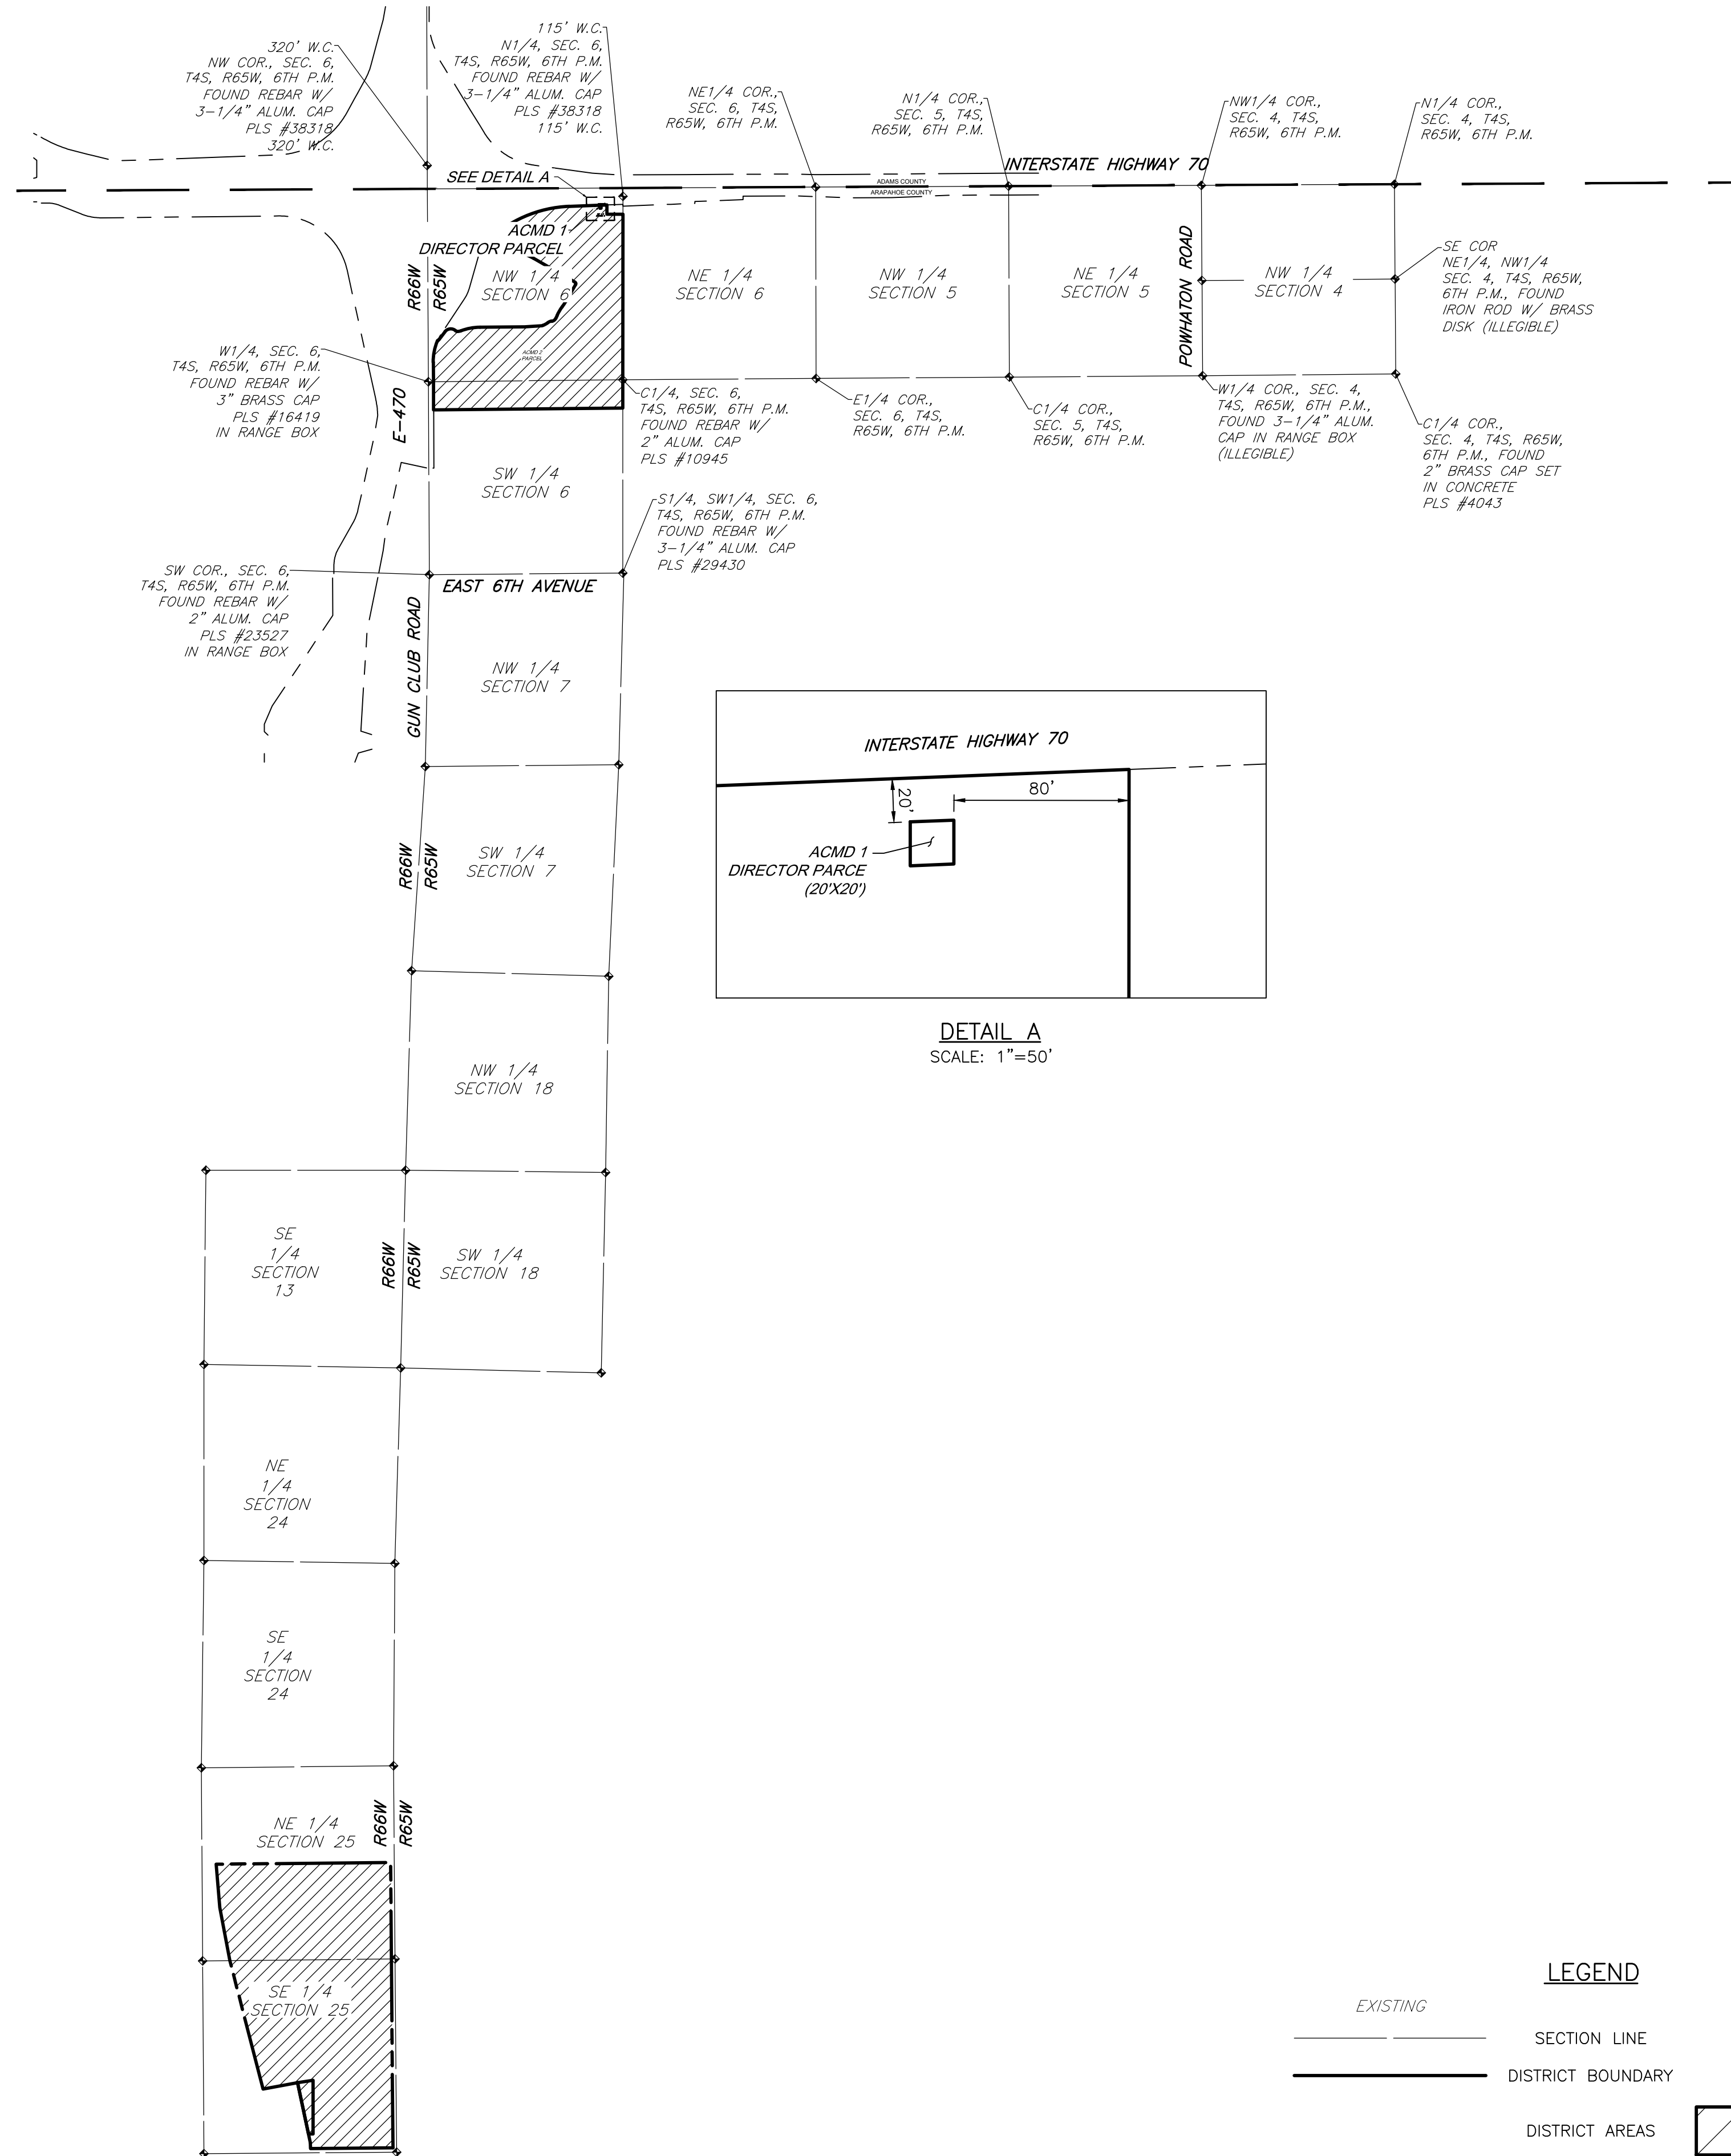 320' W.C.
NW COR., SEC. 6,
T4S, R65W, 6TH P.M.
FOUND REBAR W/
3-1/4" ALUM. CAP
PLS #38318
320' W.C.
115' W.C.
N1/4, SEC. 6,
T4S, R65W, 6TH P.M.
FOUND REBAR W/
3-1/4" ALUM. CAP
PLS #38318
115' W.C.
NE1/4 COR.,
SEC. 6, T4S,
R65W, 6TH P.M.
N1/4 COR.,
SEC. 5, T4S,
R65W, 6TH P.M.
NW1/4 COR.,
SEC. 4, T4S,
R65W, 6TH P.M.
N1/4 COR.,
SEC. 4, T4S,
R65W, 6TH P.M.
INTERSTATE HIGHWAY 70
SEE DETAIL A
ADAMS COUNTY
ARAPAHOE COUNTY
ACMD 1
DIRECTOR PARCEL
R66W
R65W
NW 1/4
SECTION 6
NE 1/4
SECTION 6
NW 1/4
SECTION 5
NE 1/4
SECTION 5
POWHATON ROAD
NW 1/4
SECTION 4
SE COR
NE1/4, NW1/4
SEC. 4, T4S, R65W,
6TH P.M., FOUND
IRON ROD W/ BRASS
DISK (ILLEGIBLE)
ACMD 2
PARCEL
W1/4, SEC. 6,
T4S, R65W, 6TH P.M.
FOUND REBAR W/
3" BRASS CAP
PLS #16419
IN RANGE BOX
E-470
C1/4, SEC. 6,
T4S, R65W, 6TH P.M.
FOUND REBAR W/
2" ALUM. CAP
PLS #10945
E1/4 COR.,
SEC. 6, T4S,
R65W, 6TH P.M.
C1/4 COR.,
SEC. 5, T4S,
R65W, 6TH P.M.
W1/4 COR., SEC. 4,
T4S, R65W, 6TH P.M.,
FOUND 3-1/4" ALUM.
CAP IN RANGE BOX
(ILLEGIBLE)
C1/4 COR.,
SEC. 4, T4S, R65W,
6TH P.M., FOUND
2" BRASS CAP SET
IN CONCRETE
PLS #4043
SW 1/4
SECTION 6
S1/4, SW1/4, SEC. 6,
T4S, R65W, 6TH P.M.
FOUND REBAR W/
3-1/4" ALUM. CAP
PLS #29430
SW COR., SEC. 6,
T4S, R65W, 6TH P.M.
FOUND REBAR W/
2" ALUM. CAP
PLS #23527
IN RANGE BOX
EAST 6TH AVENUE
GUN CLUB ROAD
NW 1/4
SECTION 7
INTERSTATE HIGHWAY 70
20'
80'
ACMD 1
DIRECTOR PARCE
(20'X20')
DETAIL A
SCALE: 1"=50'
R66W
R65W
SW 1/4
SECTION 7
NW 1/4
SECTION 18
SE
1/4
SECTION
13
R66W
R65W
SW 1/4
SECTION 18
NE
1/4
SECTION
24
SE
1/4
SECTION
24
NE 1/4
SECTION 25
R66W
R65W
SE 1/4
SECTION 25
LEGEND
EXISTING
SECTION LINE
DISTRICT BOUNDARY
DISTRICT AREAS